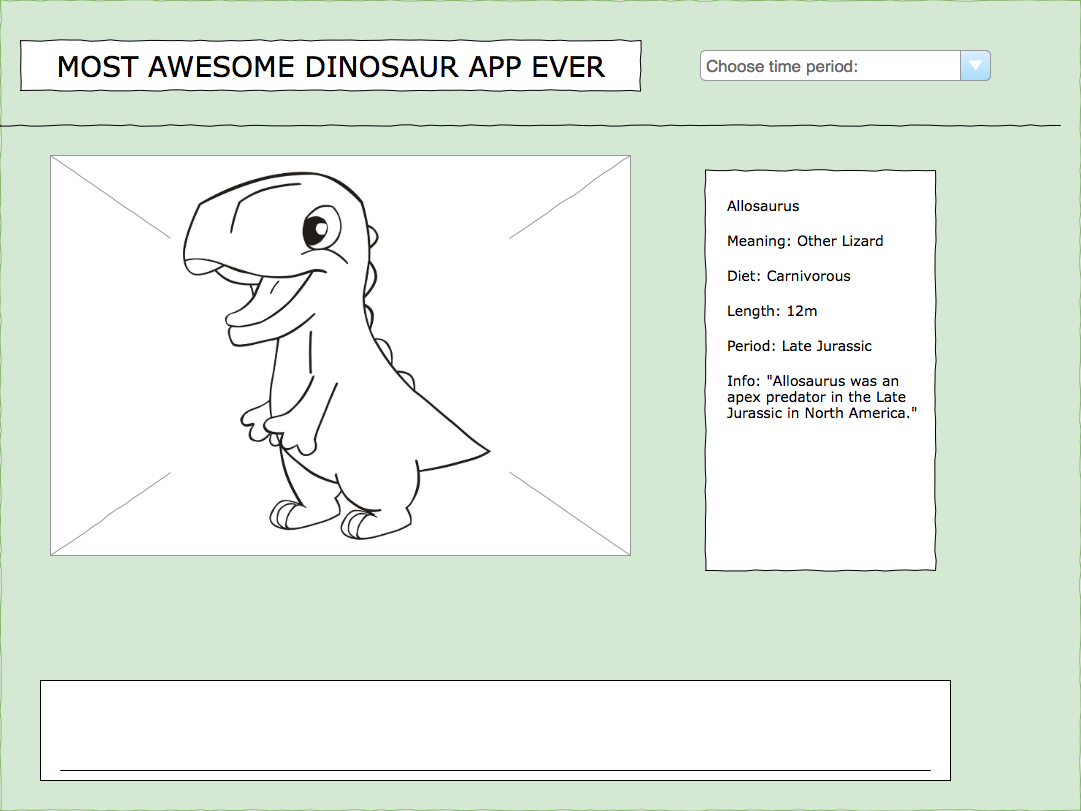 MOST AWESOME DINOSAUR APP EVER
Choose time period:
Allosaurus
Meaning: Other Lizard
Diet: Carnivorous
Length: 12m
Period: Late Jurassic
Info: "Allosaurus was an
apex predator in the Late
Jurassic in North America."